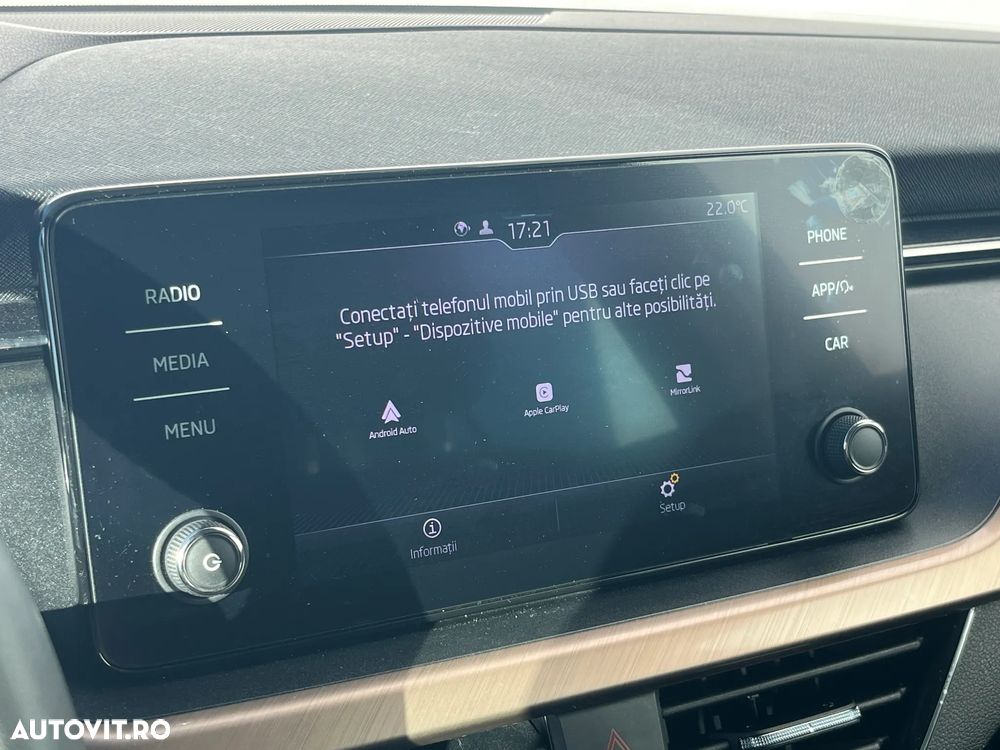 17:21
22.0°C
RADIO
MEDIA
MENU
Conectați telefonul mobil prin USB sau faceți clic pe
"Setup" - "Dispozitive mobile" pentru alte posibilități.
Android Auto
Apple CarPlay
MirrorLink
Informații
Setup
PHONE
APP/
CAR
AUTOVIT.RO